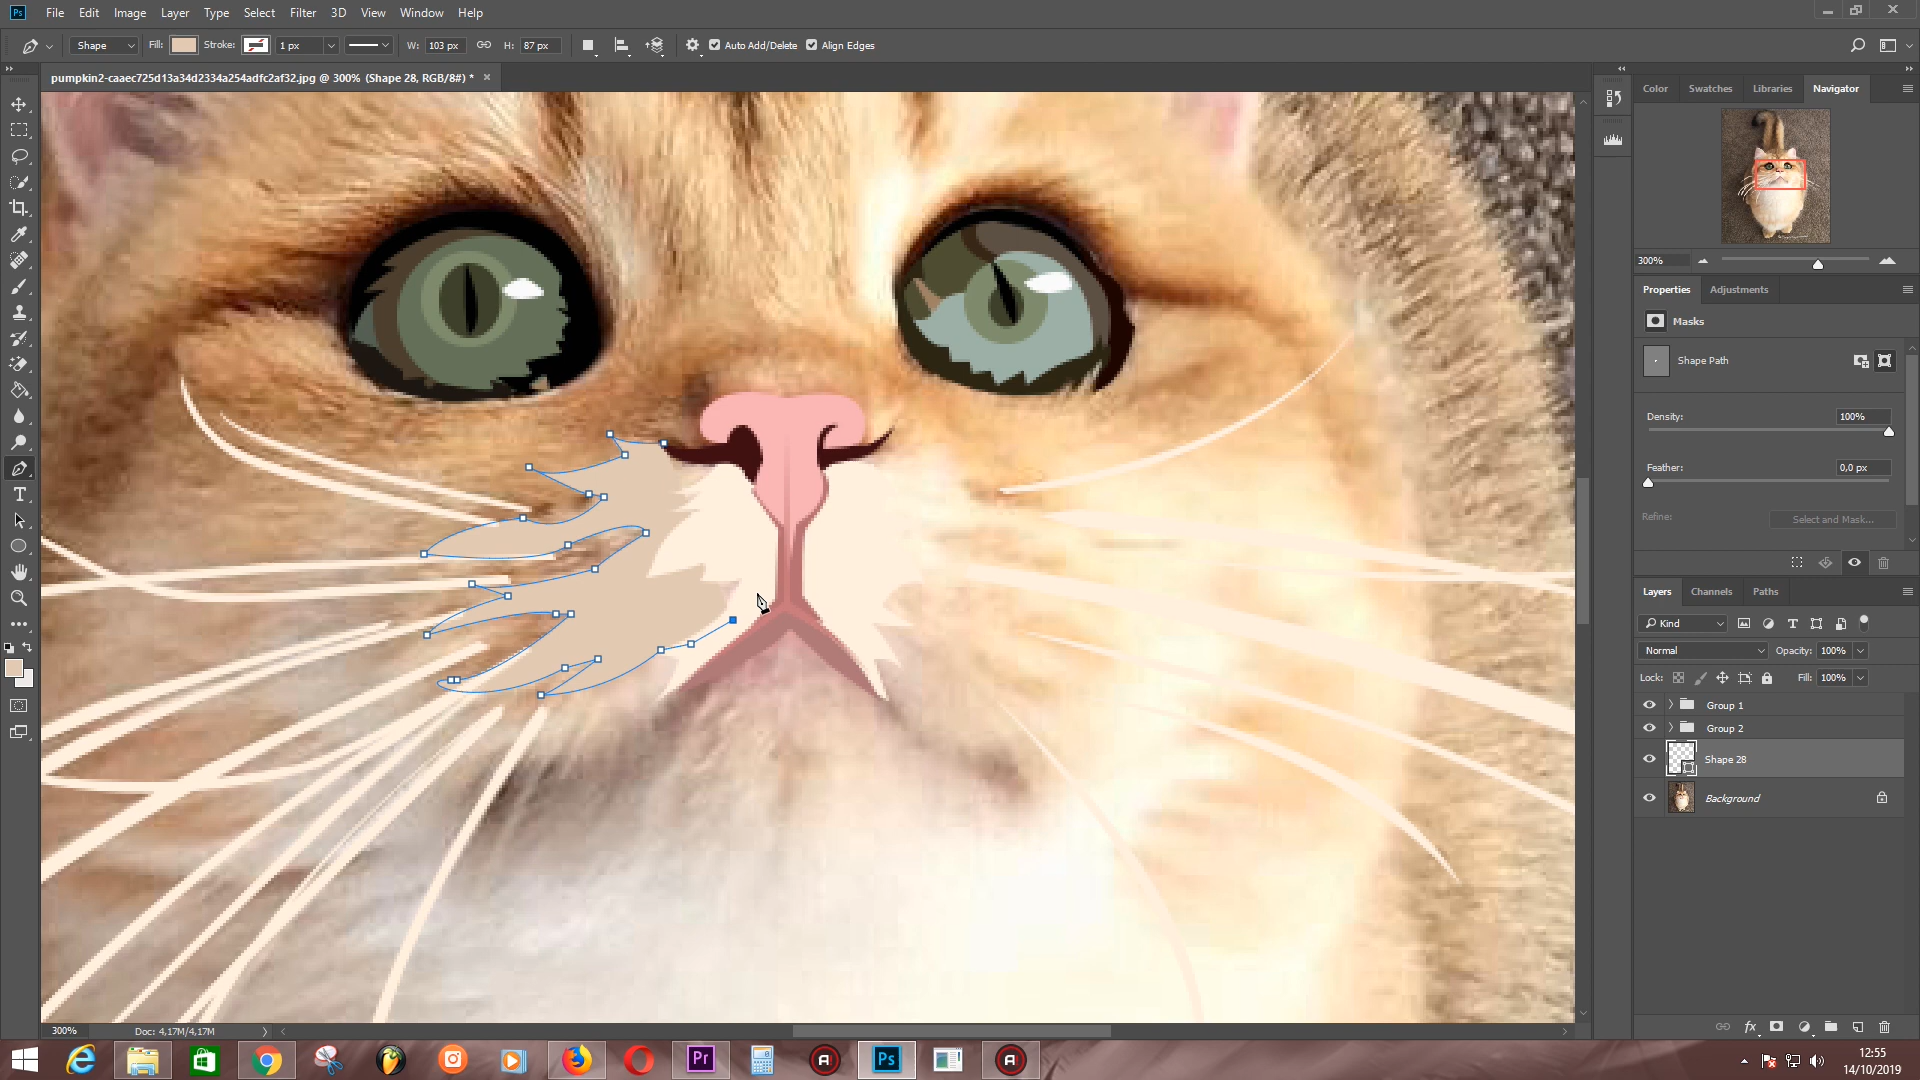 Ps File Edit Image Layer Type Select Filter 3D View Window Help
Shape Fill: Stroke: 1 px W: 103 px H: 87 px Auto Add/Delete Align Edges
pumpkin2-caaec725d13a34d2334a254adfc2af32.jpg @ 300% (Shape 28, RGB/8#) *
Color Swatches Libraries Navigator
300%
Properties Adjustments
Masks
Shape Path
Density: 100%
Feather: 0,0 px
Refine: Select and Mask...
Layers Channels Paths
Kind
Normal Opacity: 100%
Lock: Fill: 100%
Group 1
Group 2
Shape 28
Background
fx
300% Doc: 4,17M/4,17M
Pr Ps
12:55
14/10/2019